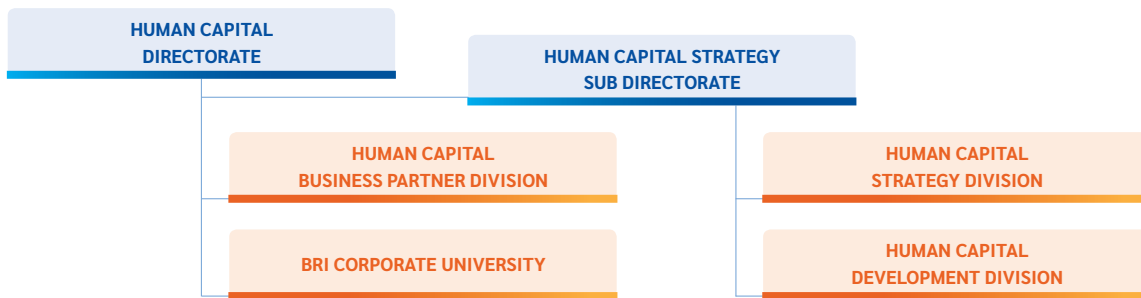 HUMAN CAPITAL
DIRECTORATE
HUMAN CAPITAL STRATEGY
SUB DIRECTORATE
HUMAN CAPITAL
BUSINESS PARTNER DIVISION
HUMAN CAPITAL
STRATEGY DIVISION
BRI CORPORATE UNIVERSITY
HUMAN CAPITAL
DEVELOPMENT DIVISION